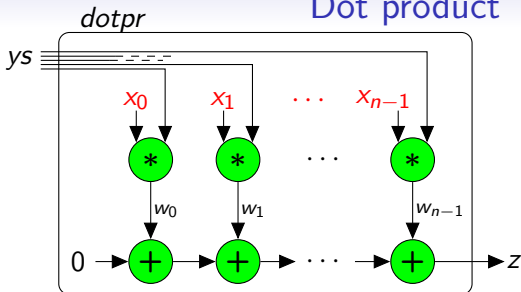 Dot product
dotpr
ys
x₀ x₁ ⋯ xₙ₋₁
* * ⋯ *
w₀ w₁ wₙ₋₁
0 + + ⋯ + z